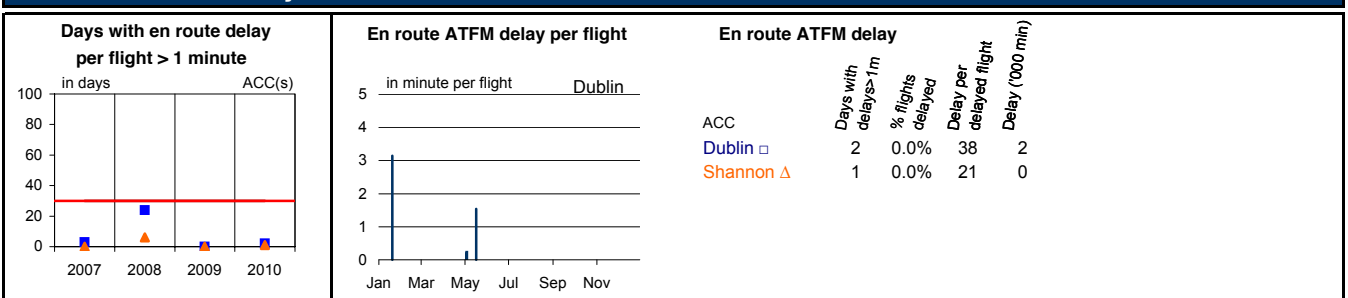 Days with en route delay
per flight > 1 minute
in days ACC(s)
100
80
60
40
20
0
2007 2008 2009 2010
En route ATFM delay per flight
in minute per flight Dublin
5
4
3
2
1
0
Jan Mar May Jul Sep Nov
En route ATFM delay
ACC
Days with
delays>1m
% flights
delayed
Delay per
delayed flight
Delay ('000 min)
Dublin □ 2 0.0% 38 2
Shannon Δ 1 0.0% 21 0